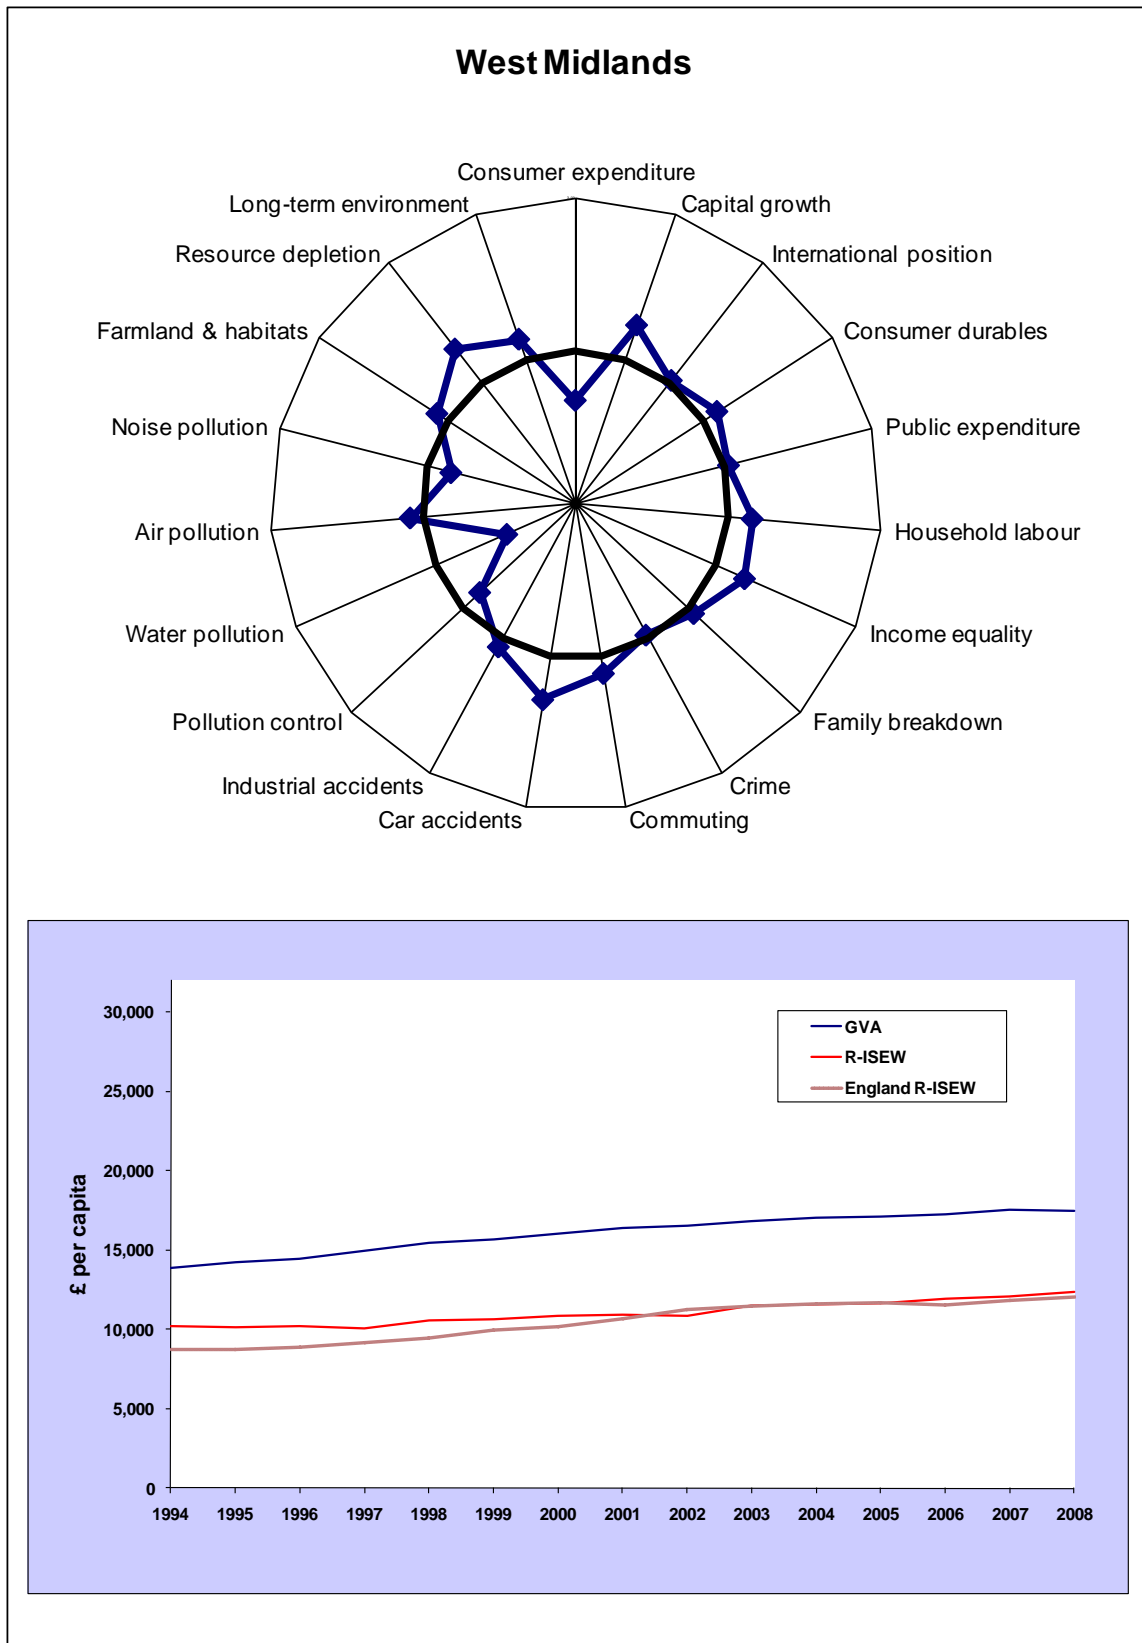 West Midlands
Consumer expenditure
Long-term environment
Capital growth
Resource depletion
International position
Farmland & habitats
Consumer durables
Noise pollution
Public expenditure
Air pollution
Household labour
Water pollution
Income equality
Pollution control
Family breakdown
Industrial accidents
Crime
Car accidents
Commuting
30,000
25,000
20,000
15,000
10,000
5,000
0
£ per capita
GVA
R-ISEW
England R-ISEW
1994 1995 1996 1997 1998 1999 2000 2001 2002 2003 2004 2005 2006 2007 2008